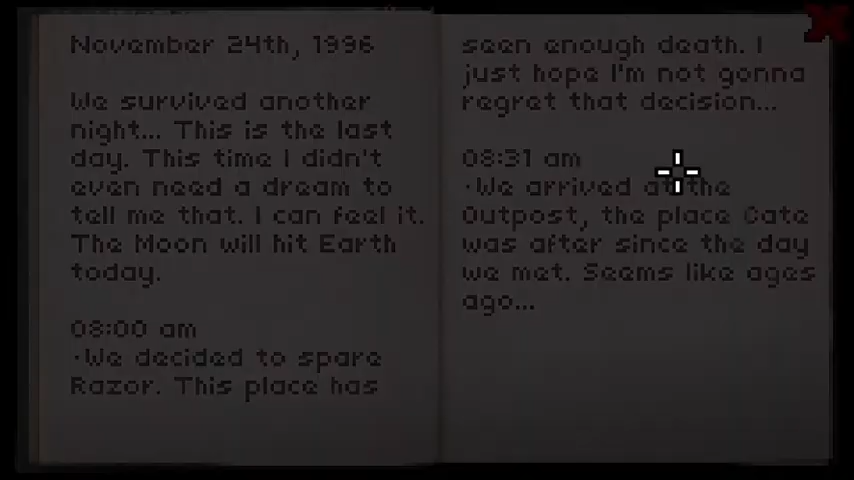 November 24th, 1996
We survived another
night... This is the last
day. This time I didn't
even need a dream to
tell me that. I can feel it.
The Moon will hit Earth
today.
08:00 am
·We decided to spare
Razor. This place has
seen enough death. I
just hope I'm not gonna
regret that decision...
08:31 am
·We arrived at the
Outpost, the place Cate
was after since the day
we met. Seems like ages
ago...